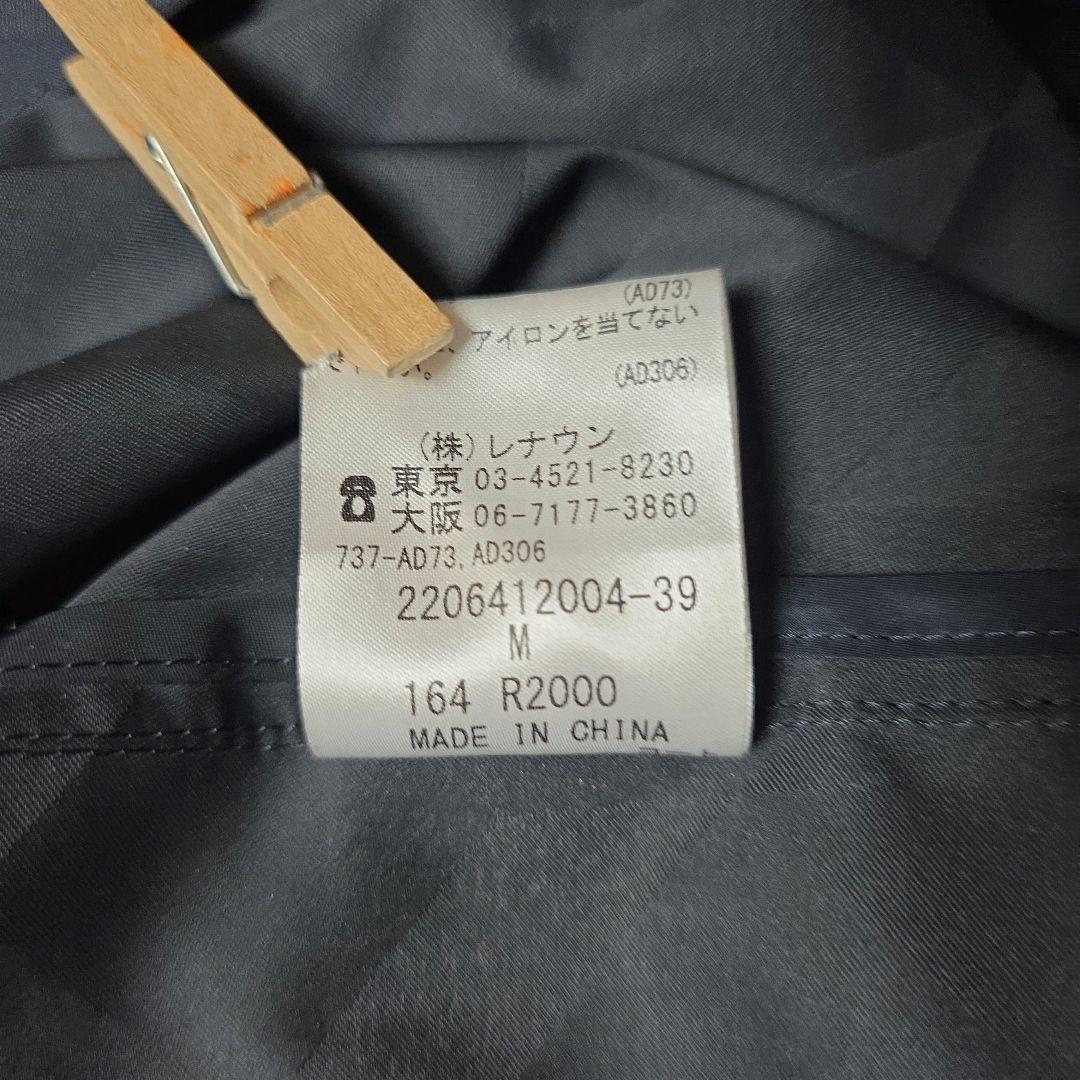 (AD73)
、アイロンを当てない
い。
(AD306)
(株)レナウン
東京 03-4521-8230
大阪 06-7177-3860
737-AD73, AD306
2206412004-39
M
164 R2000
MADE IN CHINA